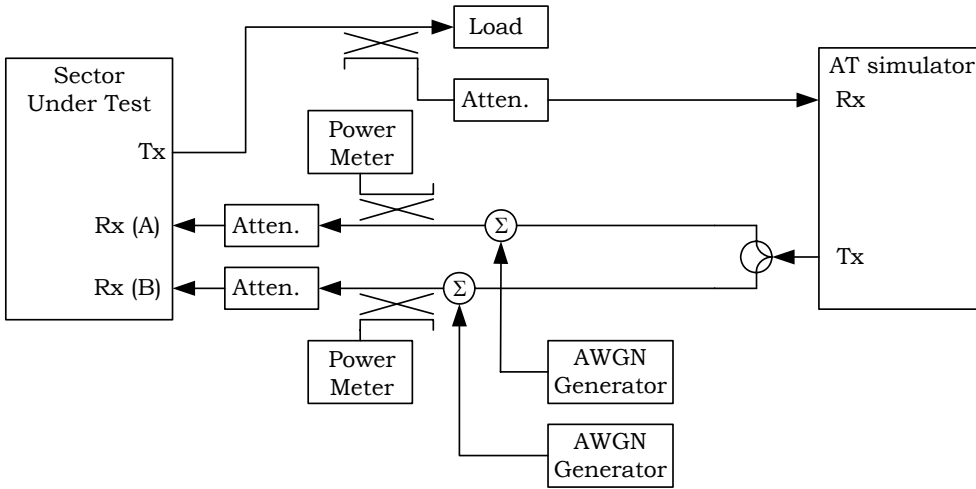 Load
Sector
Under Test
AT simulator
Atten.
Rx
Power
Meter
Tx
Rx (A)
Atten.
Σ
Tx
Rx (B)
Atten.
Σ
Power
Meter
AWGN
Generator
AWGN
Generator